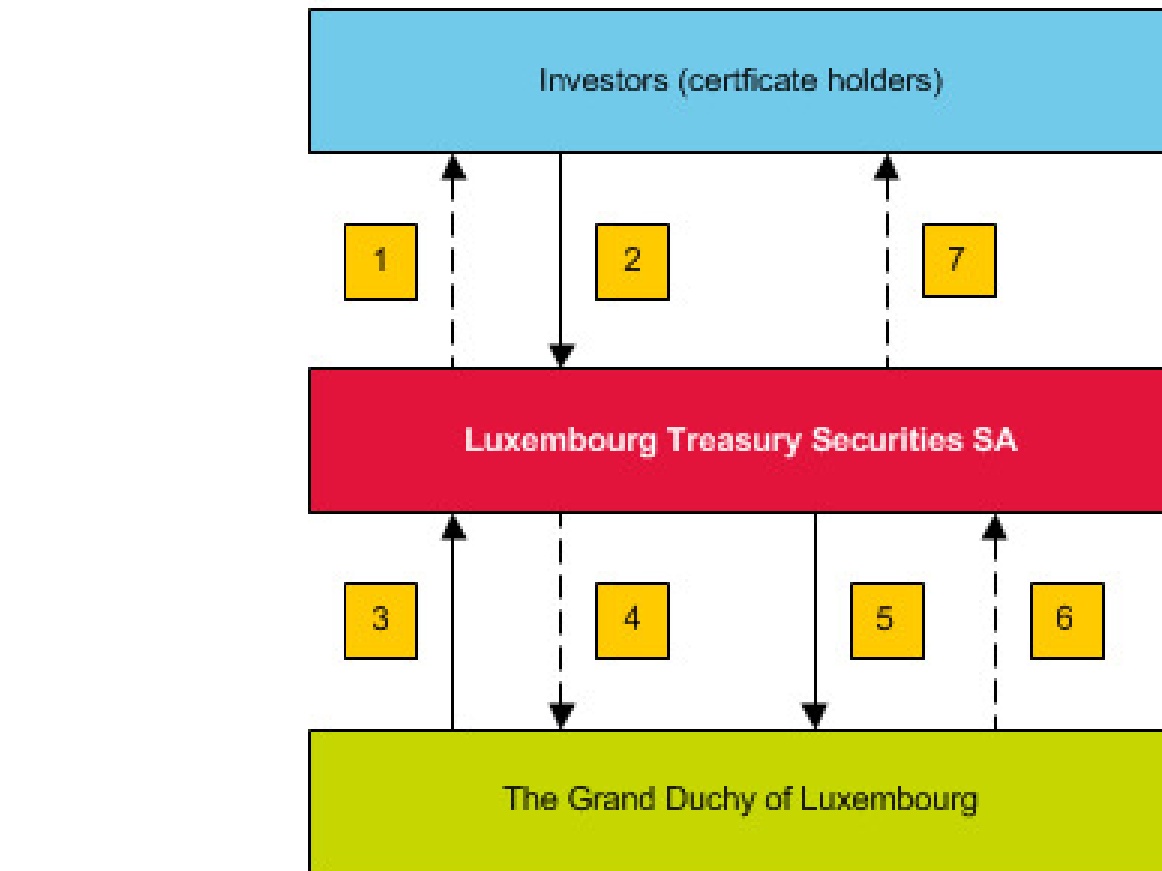 Investors (certficate holders)
1
2
7
Luxembourg Treasury Securities SA
3
4
5
6
The Grand Duchy of Luxembourg